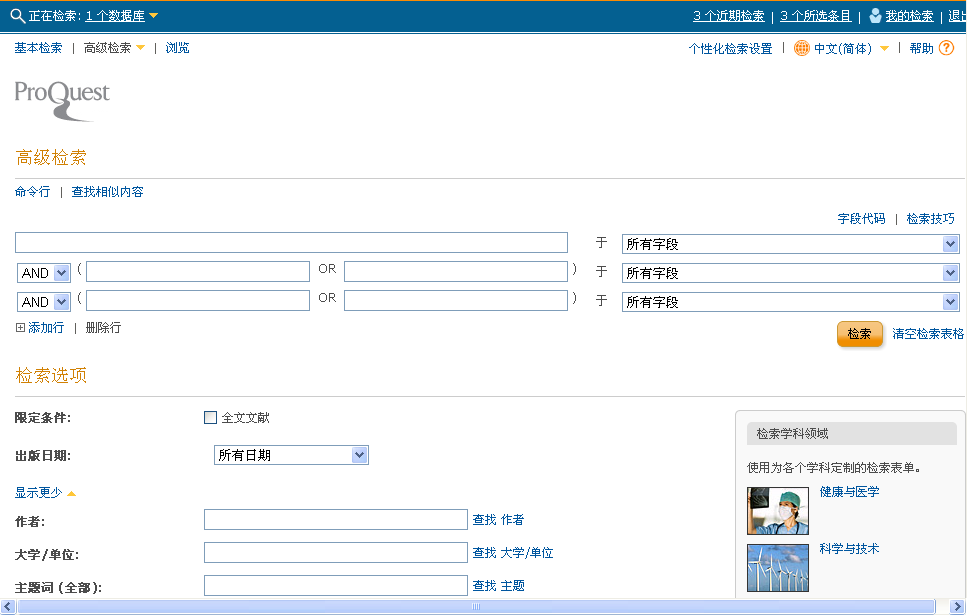 正在检索: 1 个数据库 3 个近期检索 | 3 个所选条目 | 我的检索 | 退出
基本检索 | 高级检索 | 浏览 个性化检索设置 | 中文(简体) | 帮助 ?
ProQuest
高级检索
命令行 | 查找相似内容
字段代码 | 检索技巧
于 所有字段
AND ( OR ) 于 所有字段
AND ( OR ) 于 所有字段
添加行 | 删除行
检索 清空检索表格
检索选项
限定条件: 全文文献
检索学科领域
出版日期: 所有日期
使用为各个学科定制的检索表单。
显示更少
健康与医学
作者: 查找 作者
大学/单位: 查找 大学/单位
科学与技术
主题词 (全部): 查找 主题